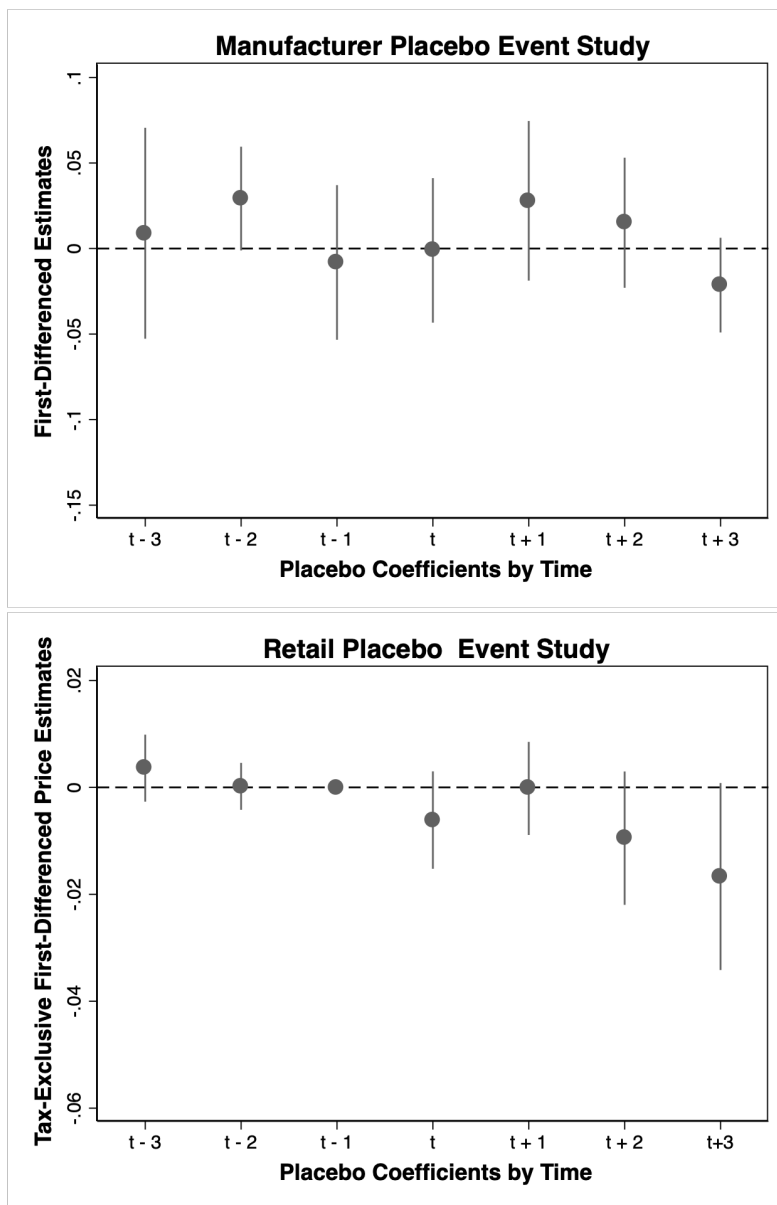 Manufacturer Placebo Event Study
First-Differenced Estimates
.1
.05
0
-.05
-.1
-.15
t - 3 t - 2 t - 1 t t + 1 t + 2 t + 3
Placebo Coefficients by Time
Retail Placebo  Event Study
Tax-Exclusive First-Differenced Price Estimates
.02
0
-.02
-.04
-.06
t - 3 t - 2 t - 1 t t + 1 t + 2 t+3
Placebo Coefficients by Time